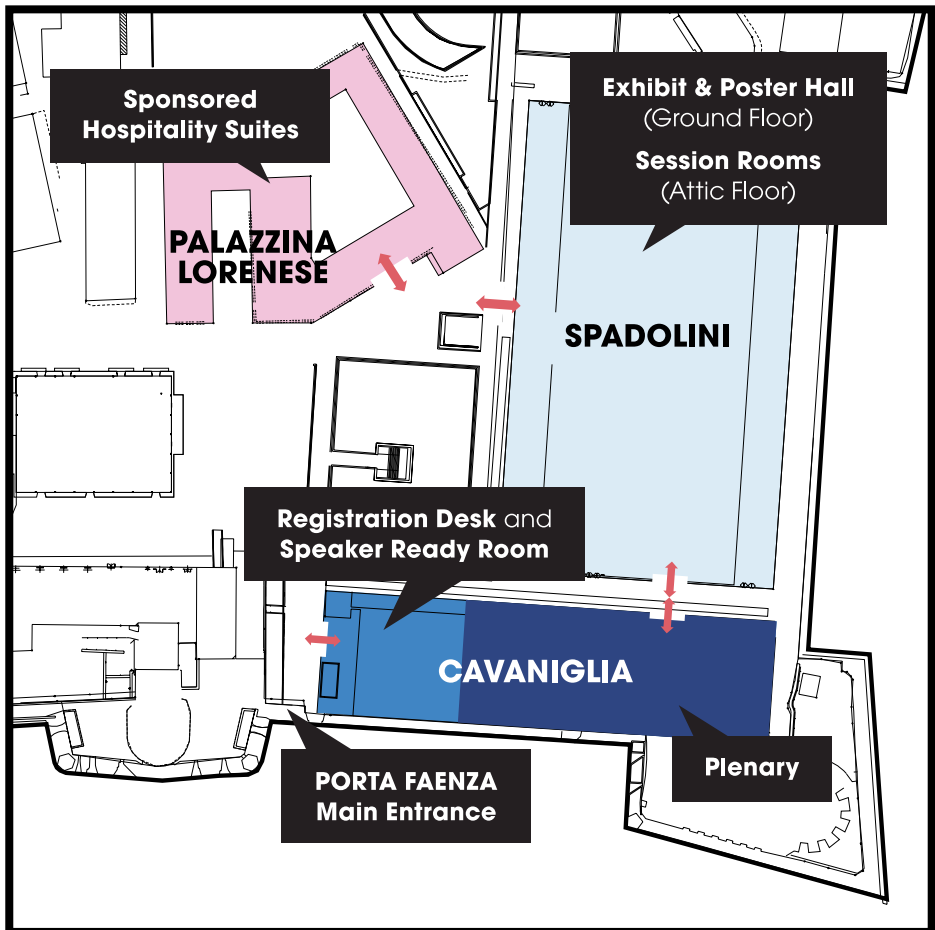 Sponsored
Hospitality Suites
Exhibit & Poster Hall
(Ground Floor)
Session Rooms
(Attic Floor)
PALAZZINA
LORENESE
SPADOLINI
Registration Desk and
Speaker Ready Room
CAVANIGLIA
Plenary
PORTA FAENZA
Main Entrance